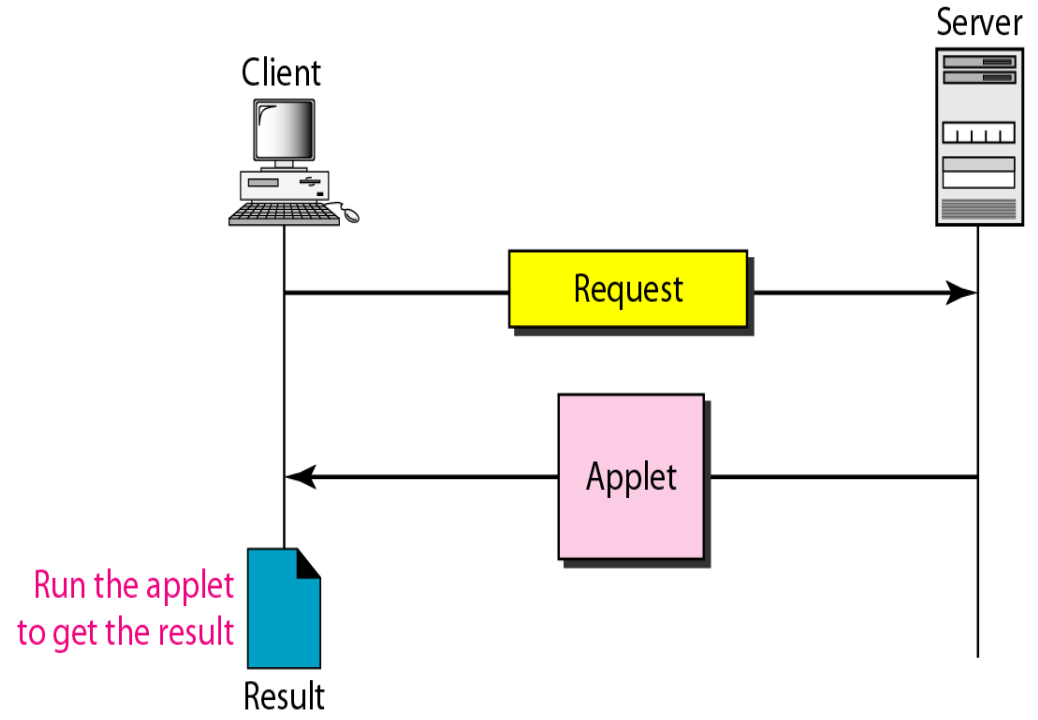 Server
Client
Request
Applet
Run the applet
to get the result
Result